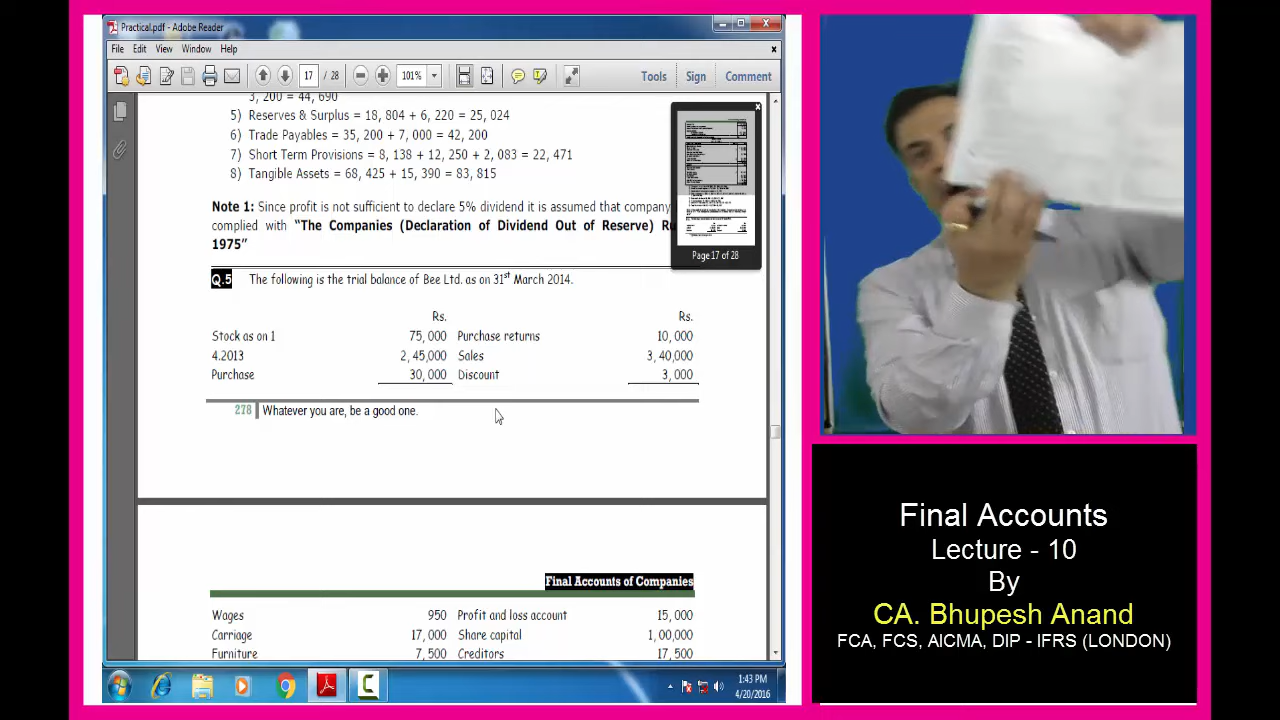 Practical.pdf - Adobe Reader
File Edit View Window Help
17 / 28 101% Tools Sign Comment
3, 200 = 44, 690
5) Reserves & Surplus = 18, 804 + 6, 220 = 25, 024
6) Trade Payables = 35, 200 + 7, 000 = 42, 200
7) Short Term Provisions = 8, 138 + 12, 250 + 2, 083 = 22, 471
8) Tangible Assets = 68, 425 + 15, 390 = 83, 815
Note 1: Since profit is not sufficient to declare 5% dividend it is assumed that company
complied with "The Companies (Declaration of Dividend Out of Reserve) Ru
1975"
Page 17 of 28
Q.5 The following is the trial balance of Bee Ltd. as on 31st March 2014.
Rs. Rs.
Stock as on 1 75, 000 Purchase returns 10, 000
4.2013 2, 45,000 Sales 3, 40,000
Purchase 30, 000 Discount 3, 000
278 Whatever you are, be a good one.
Final Accounts of Companies
Wages 950 Profit and loss account 15, 000
Carriage 17, 000 Share capital 1, 00,000
Furniture 7, 500 Creditors 17, 500
1:43 PM
4/20/2016
Final Accounts
Lecture - 10
By
CA. Bhupesh Anand
FCA, FCS, AICMA, DIP - IFRS (LONDON)